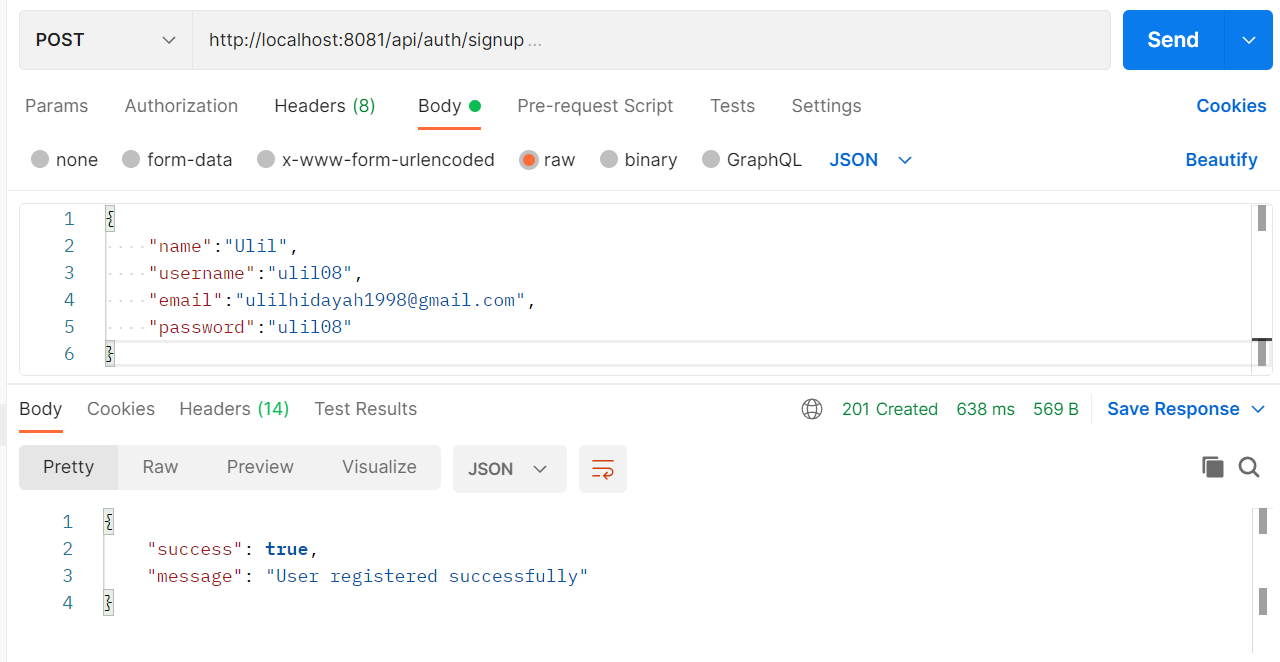 POST http://localhost:8081/api/auth/signup ... Send
Params Authorization Headers (8) Body Pre-request Script Tests Settings Cookies
none form-data x-www-form-urlencoded raw binary GraphQL JSON Beautify
1 {
2 ····"name":"Ulil",
3 ····"username":"ulil08",
4 ····"email":"ulilhidayah1998@gmail.com",
5 ····"password":"ulil08"
6 }
Body Cookies Headers (14) Test Results 201 Created 638 ms 569 B Save Response
Pretty Raw Preview Visualize JSON
1 {
2 "success": true,
3 "message": "User registered successfully"
4 }